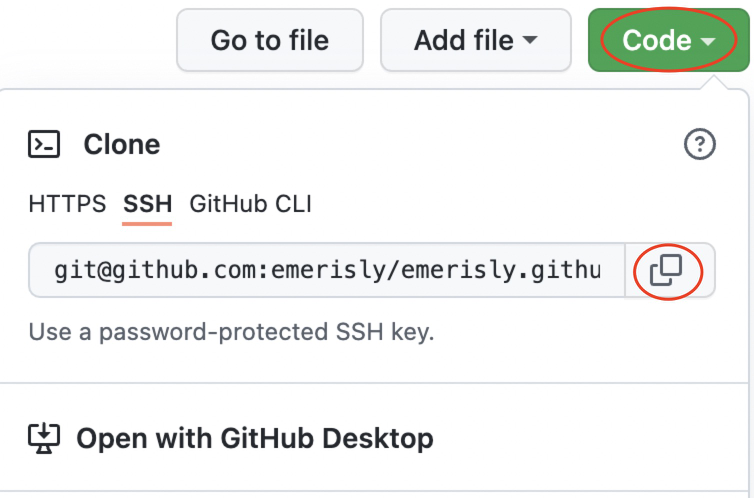 Go to file Add file Code
Clone
HTTPS SSH GitHub CLI
git@github.com:emerisly/emerisly.githu
Use a password-protected SSH key.
Open with GitHub Desktop